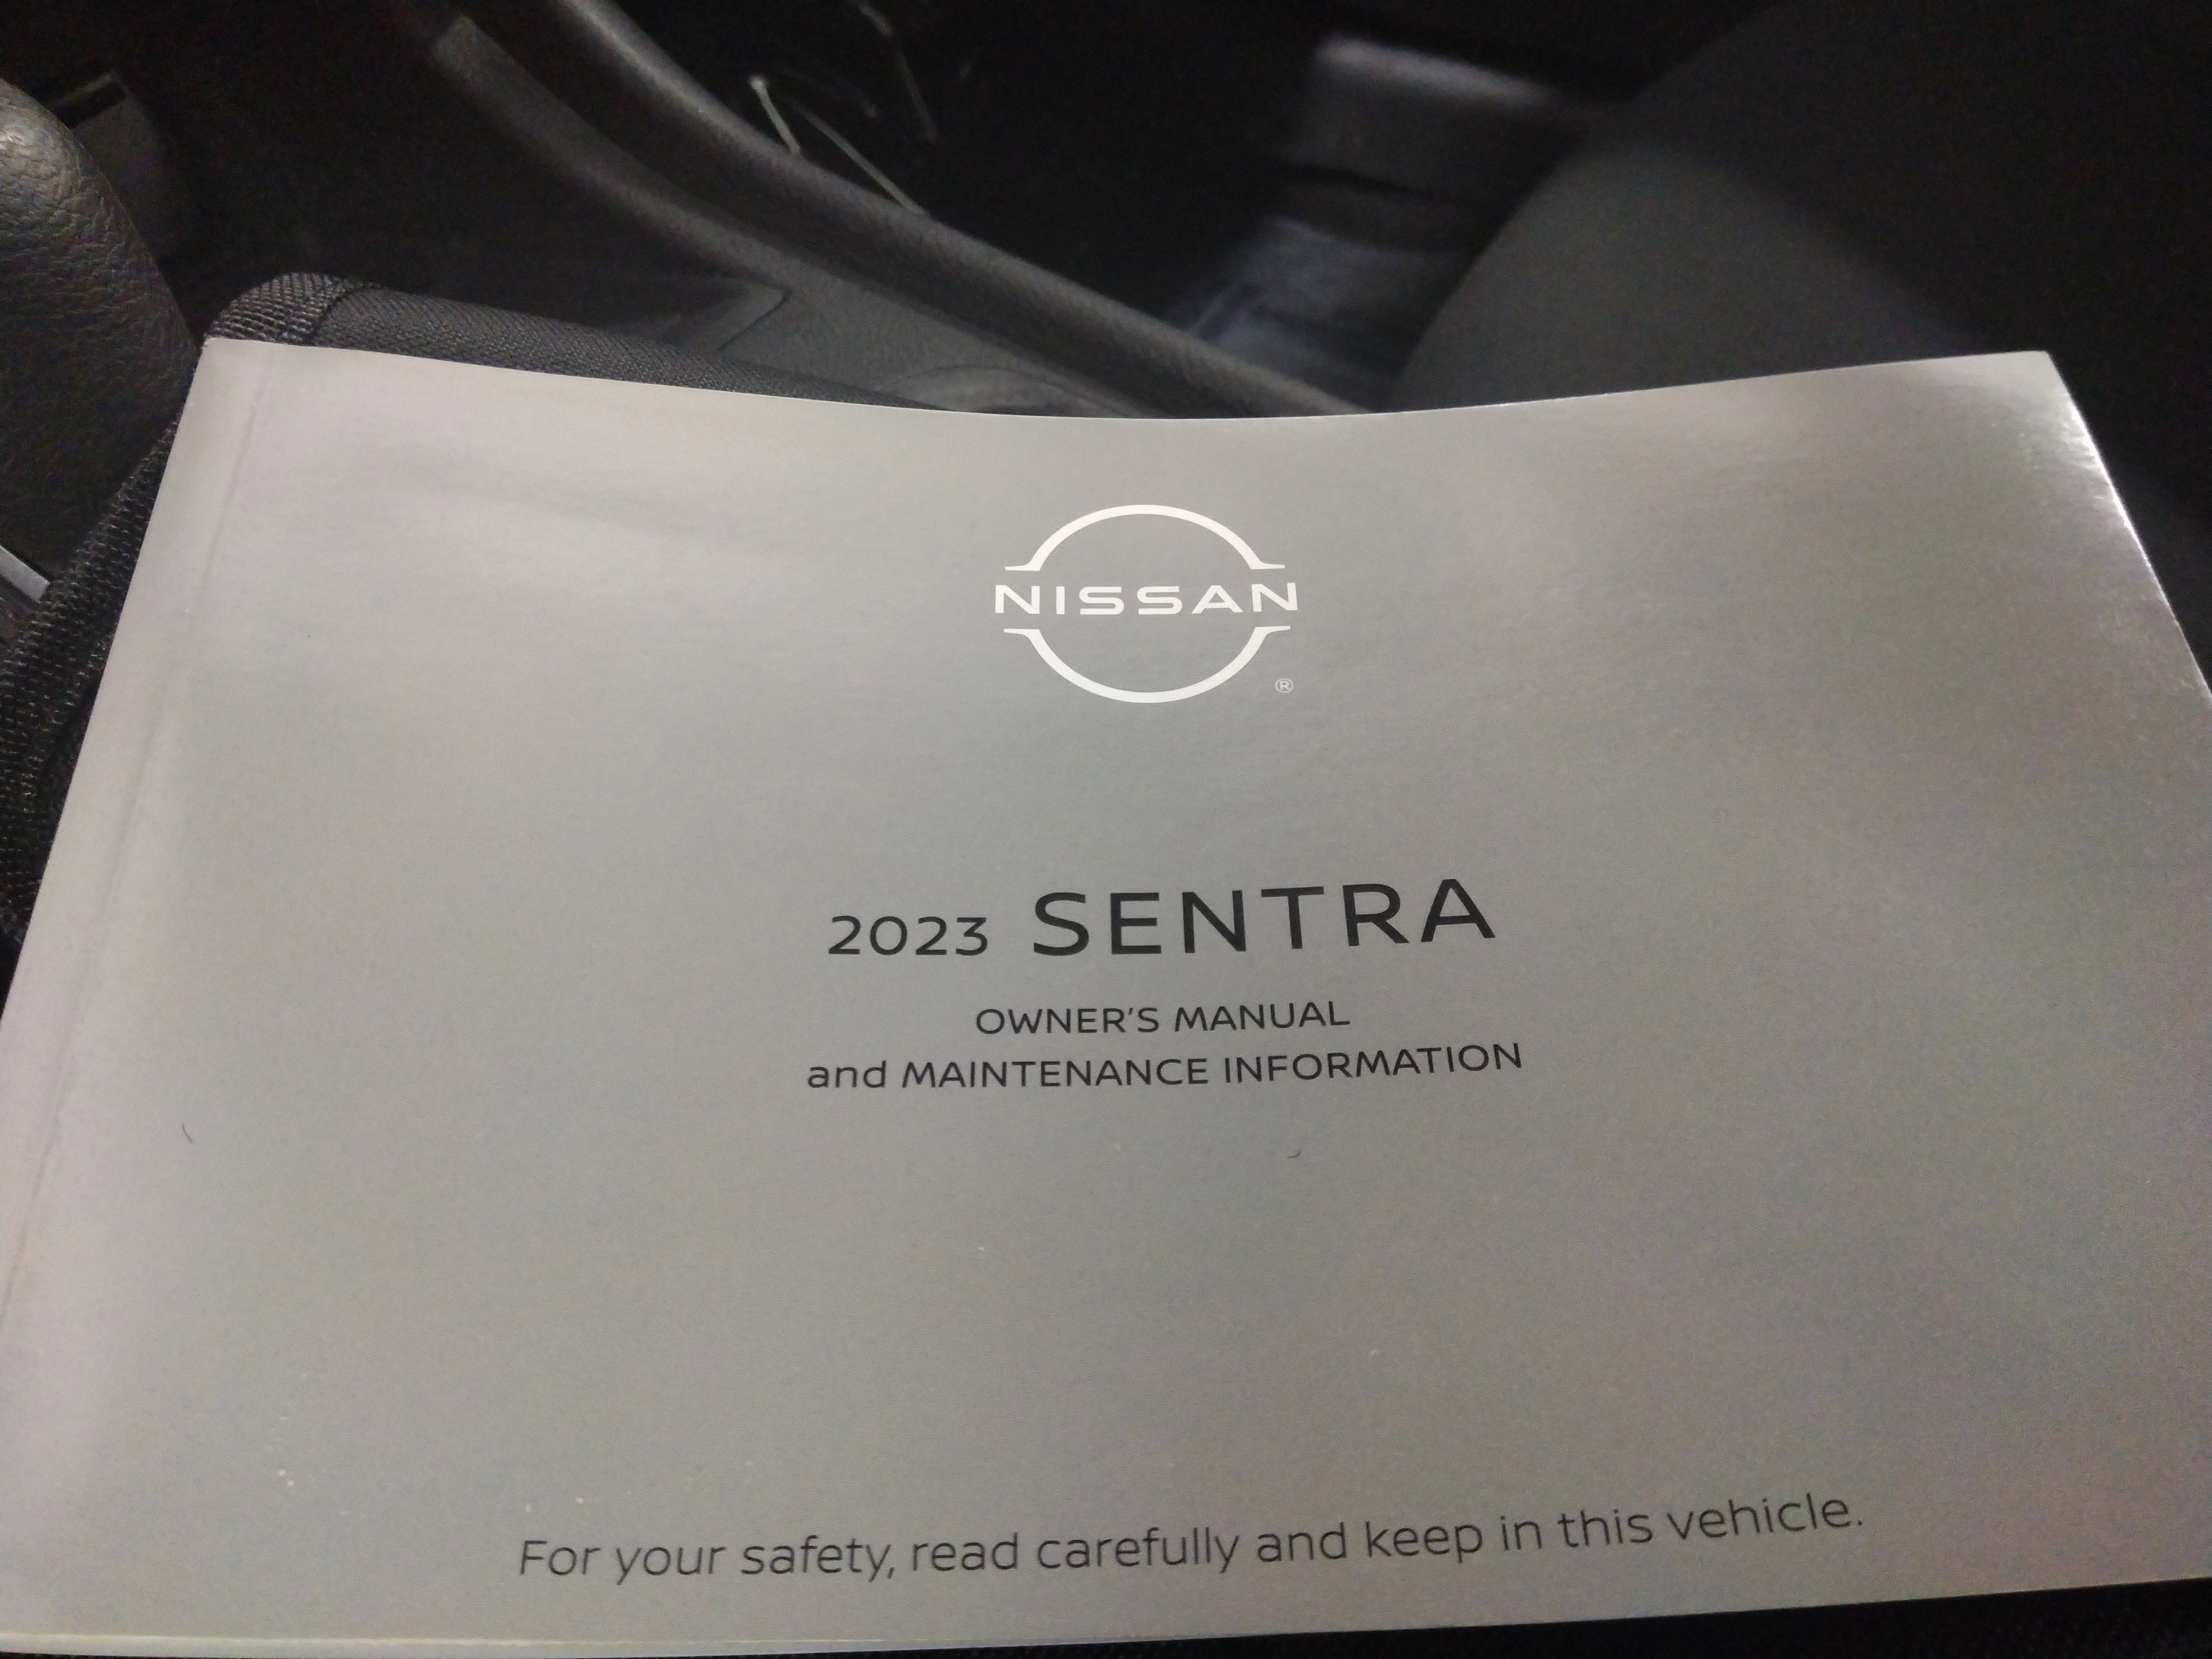 NISSAN
®
2023 SENTRA
OWNER'S MANUAL
and MAINTENANCE INFORMATION
For your safety, read carefully and keep in this vehicle.